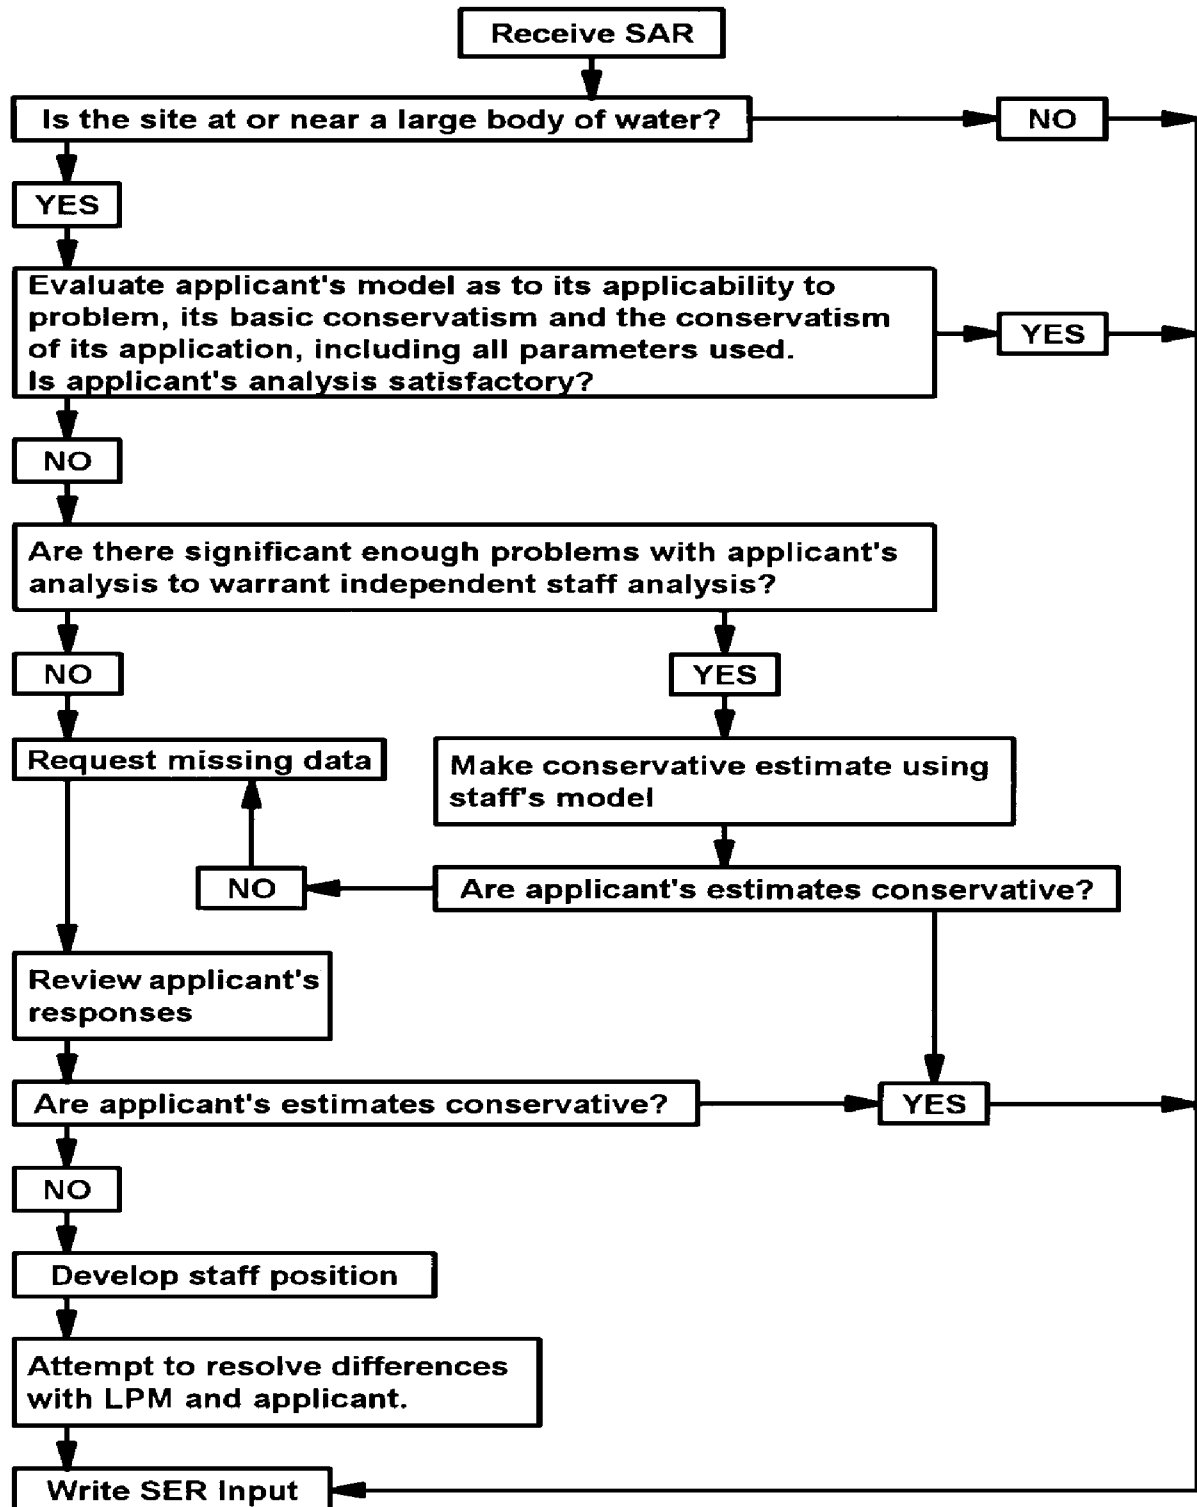 Receive SAR
Is the site at or near a large body of water?
NO
YES
Evaluate applicant's model as to its applicability to
problem, its basic conservatism and the conservatism
of its application, including all parameters used.
Is applicant's analysis satisfactory?
YES
NO
Are there significant enough problems with applicant's
analysis to warrant independent staff analysis?
NO
YES
Request missing data
Make conservative estimate using
staff's model
NO
Are applicant's estimates conservative?
Review applicant's
responses
Are applicant's estimates conservative?
YES
NO
Develop staff position
Attempt to resolve differences
with LPM and applicant.
Write SER Input